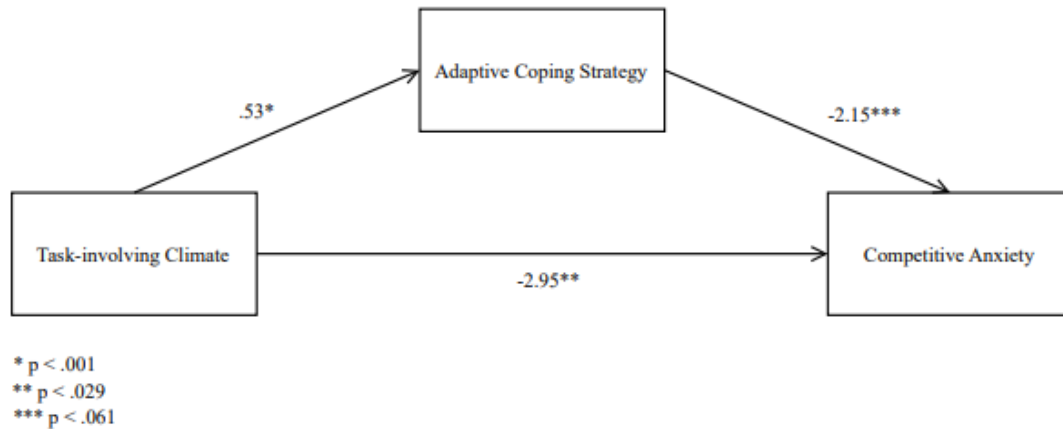 Adaptive Coping Strategy
.53*
-2.15***
Task-involving Climate
Competitive Anxiety
-2.95**
* p < .001
** p < .029
*** p < .061